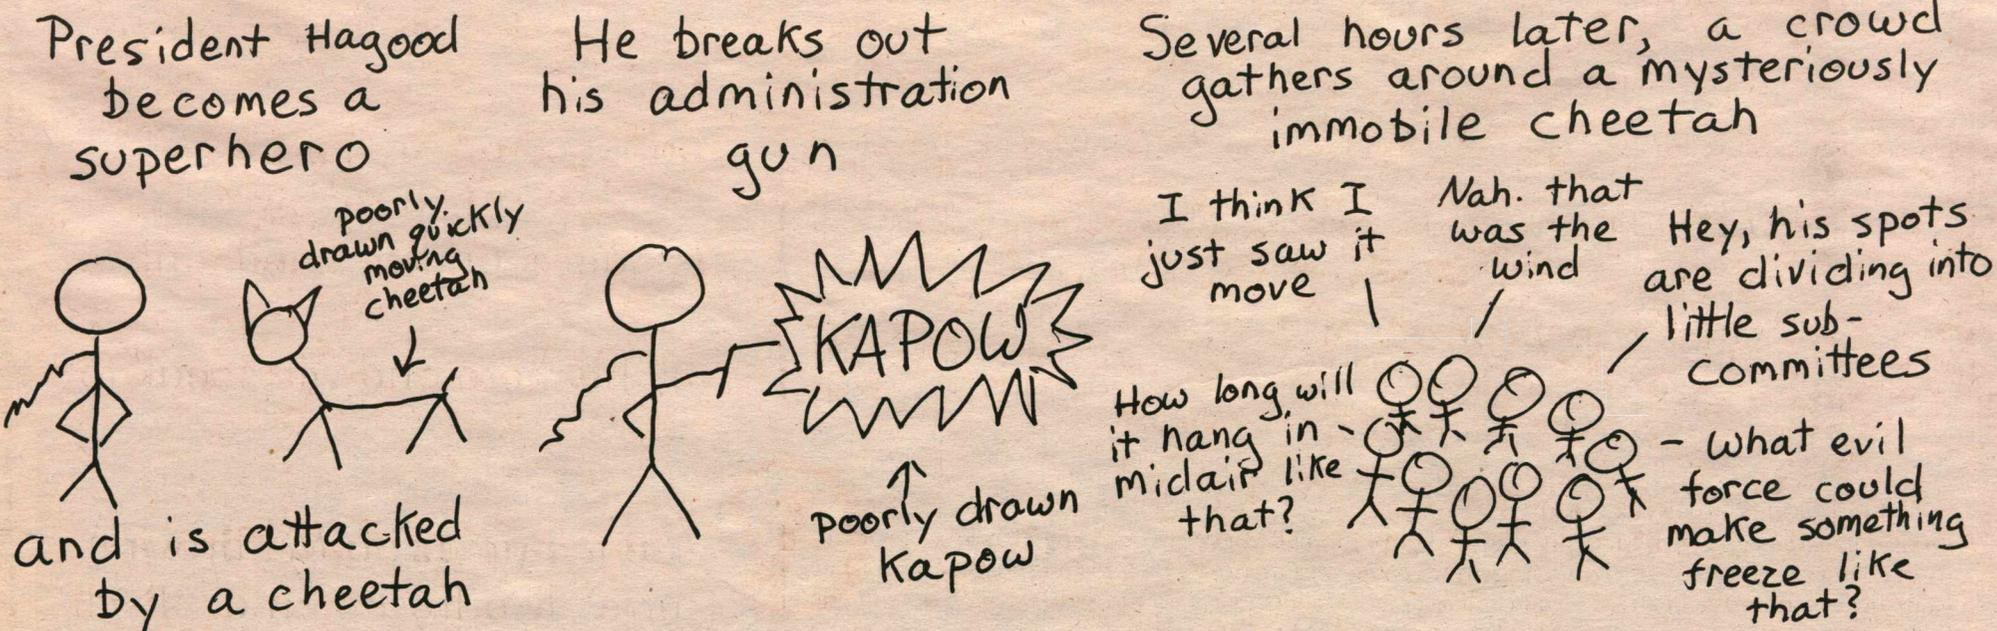 President Hagood
becomes a
superhero
poorly
drawn quickly
moving
cheetah
and is attacked
by a cheetah
He breaks out
his administration
gun
KAPOW
poorly drawn
kapow
Several hours later, a crowd
gathers around a mysteriously
immobile cheetah
I think I
just saw it
move
Nah. that
was the
wind
Hey, his spots
are dividing into
little sub-
committees
How long will
it hang in
midair like
that?
What evil
force could
make something
freeze like
that?